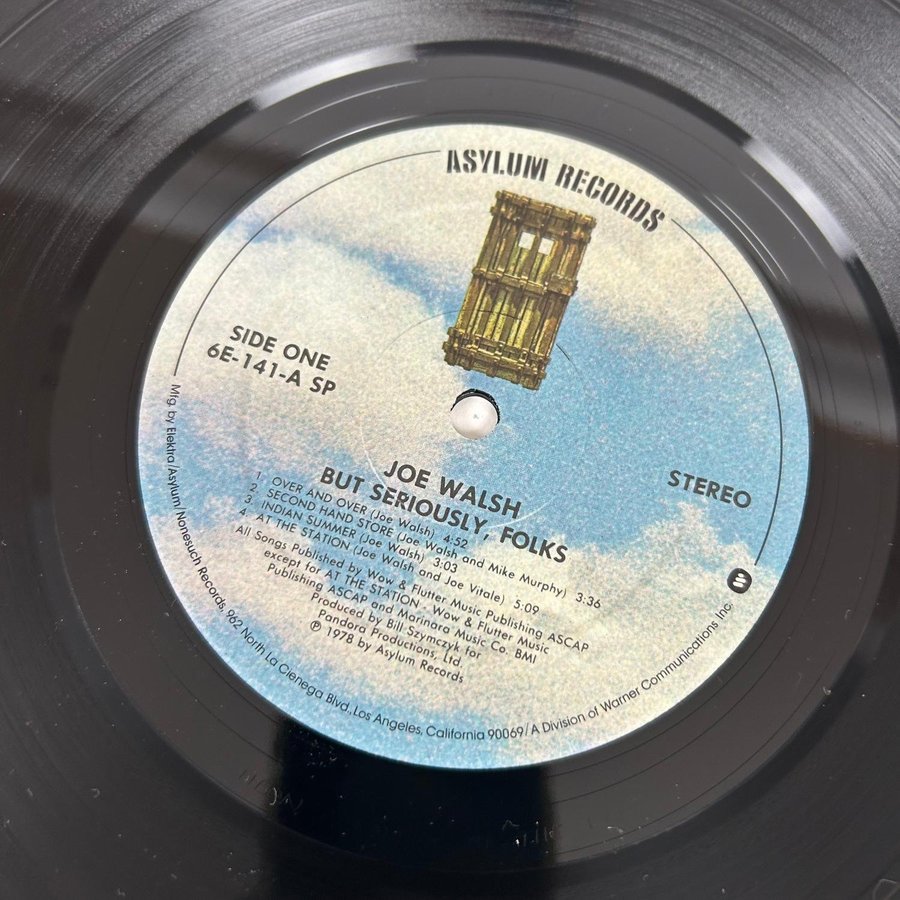 ASYLUM RECORDS
SIDE ONE
6E-141-A SP
STEREO
JOE WALSH
BUT SERIOUSLY, FOLKS
1. OVER AND OVER (Joe Walsh) 4:52
2. SECOND HAND STORE (Joe Walsh and Mike Murphy) 3:36
3. INDIAN SUMMER (Joe Walsh) 3:03
4. AT THE STATION (Joe Walsh and Joe Vitale) 5:09
All Songs Published by Wow & Flutter Music Publishing ASCAP
except for AT THE STATION - Wow & Flutter Music
Publishing ASCAP and Marinara Music Co. BMI
Produced by Bill Szymczyk for
Pandora Productions, Ltd.
℗ 1978 by Asylum Records
Mfg. by Elektra/Asylum/Nonesuch Records, 962 North La Cienega Blvd., Los Angeles, California 90069/A Division of Warner Communications Inc.